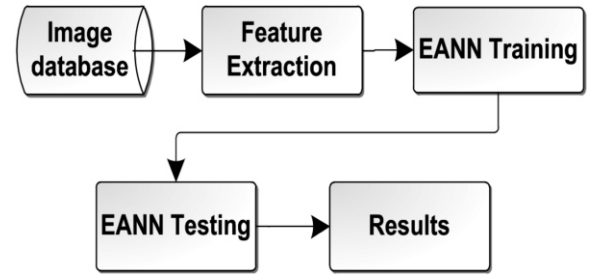 Image
database
Feature
Extraction
EANN Training
EANN Testing
Results